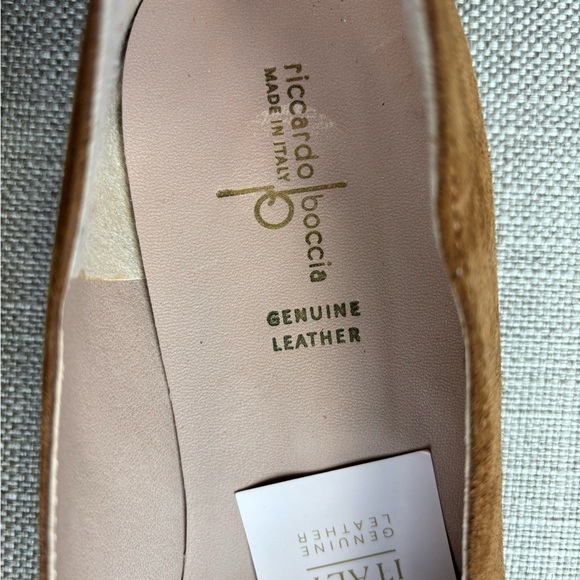 riccardo boccia
MADE IN ITALY
GENUINE
LEATHER
GENUINE
LEATHER